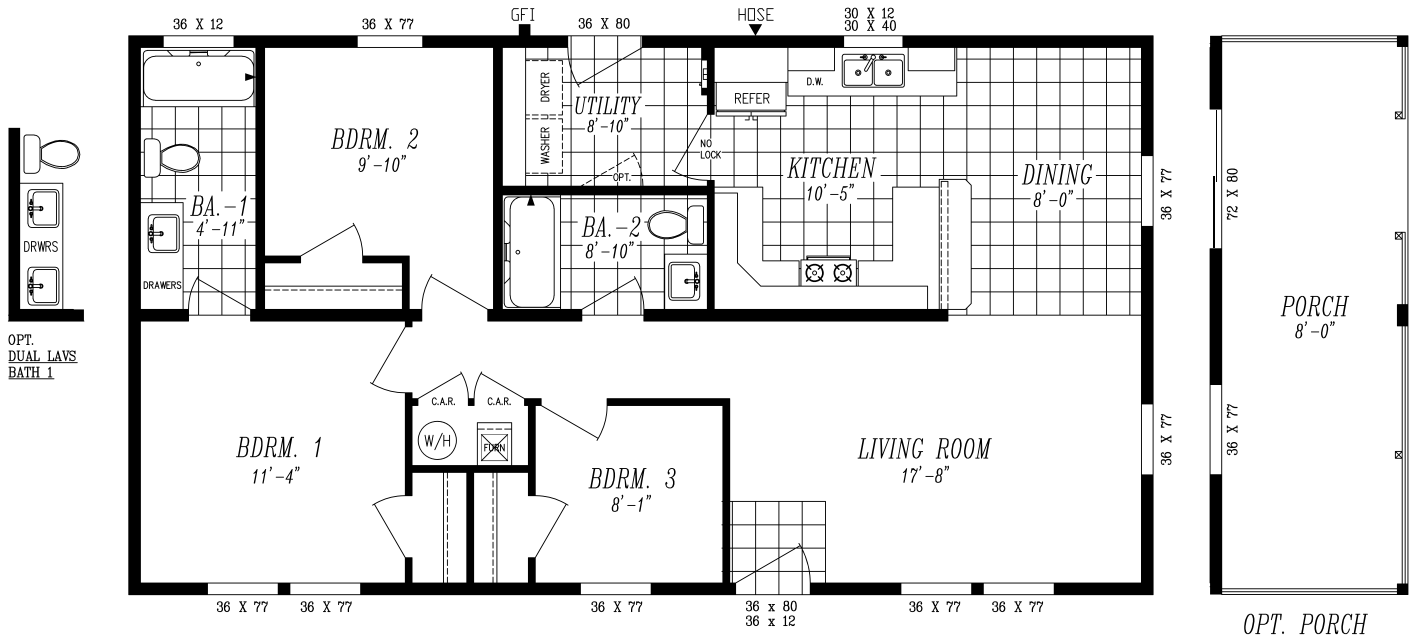 36 X 12
36 X 77
GFI
36 X 80
HOSE
30 X 12
30 X 40
DRYER
WASHER
UTILITY
8'-10"
OPT.
NO
LOCK
REFER
D.W.
KITCHEN
10'-5"
DINING
8'-0"
36 X 77
BDRM. 2
9'-10"
BA.-1
4'-11"
DRAWERS
BA.-2
8'-10"
DRWRS
OPT.
DUAL LAVS
BATH 1
BDRM. 1
11'-4"
C.A.R.
C.A.R.
W/H
FURN
BDRM. 3
8'-1"
LIVING ROOM
17'-8"
36 X 77
36 X 77
36 X 77
36 X 77
36 x 80
36 x 12
36 X 77
36 X 77
72 X 80
36 X 77
PORCH
8'-0"
OPT. PORCH